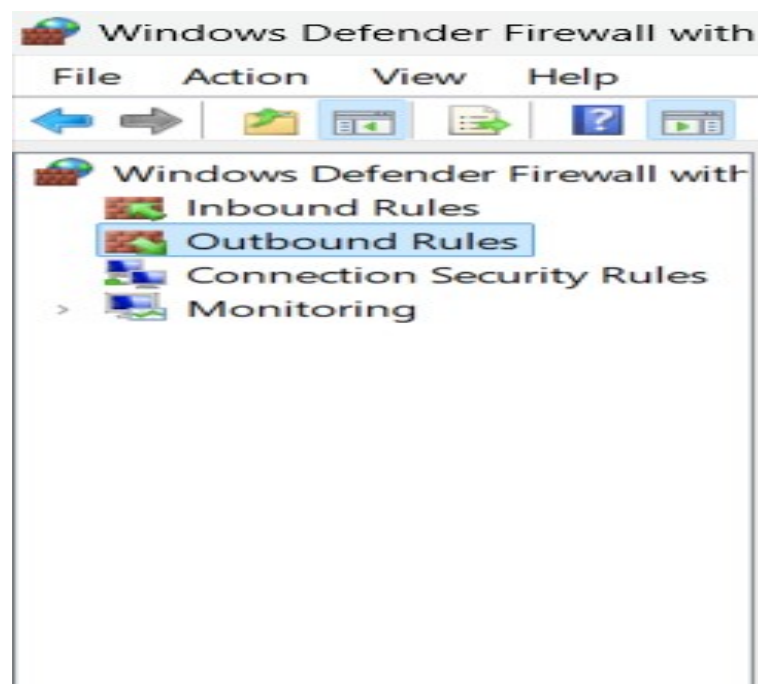 Windows Defender Firewall with
File Action View Help
?
Windows Defender Firewall with
Inbound Rules
Outbound Rules
Connection Security Rules
Monitoring